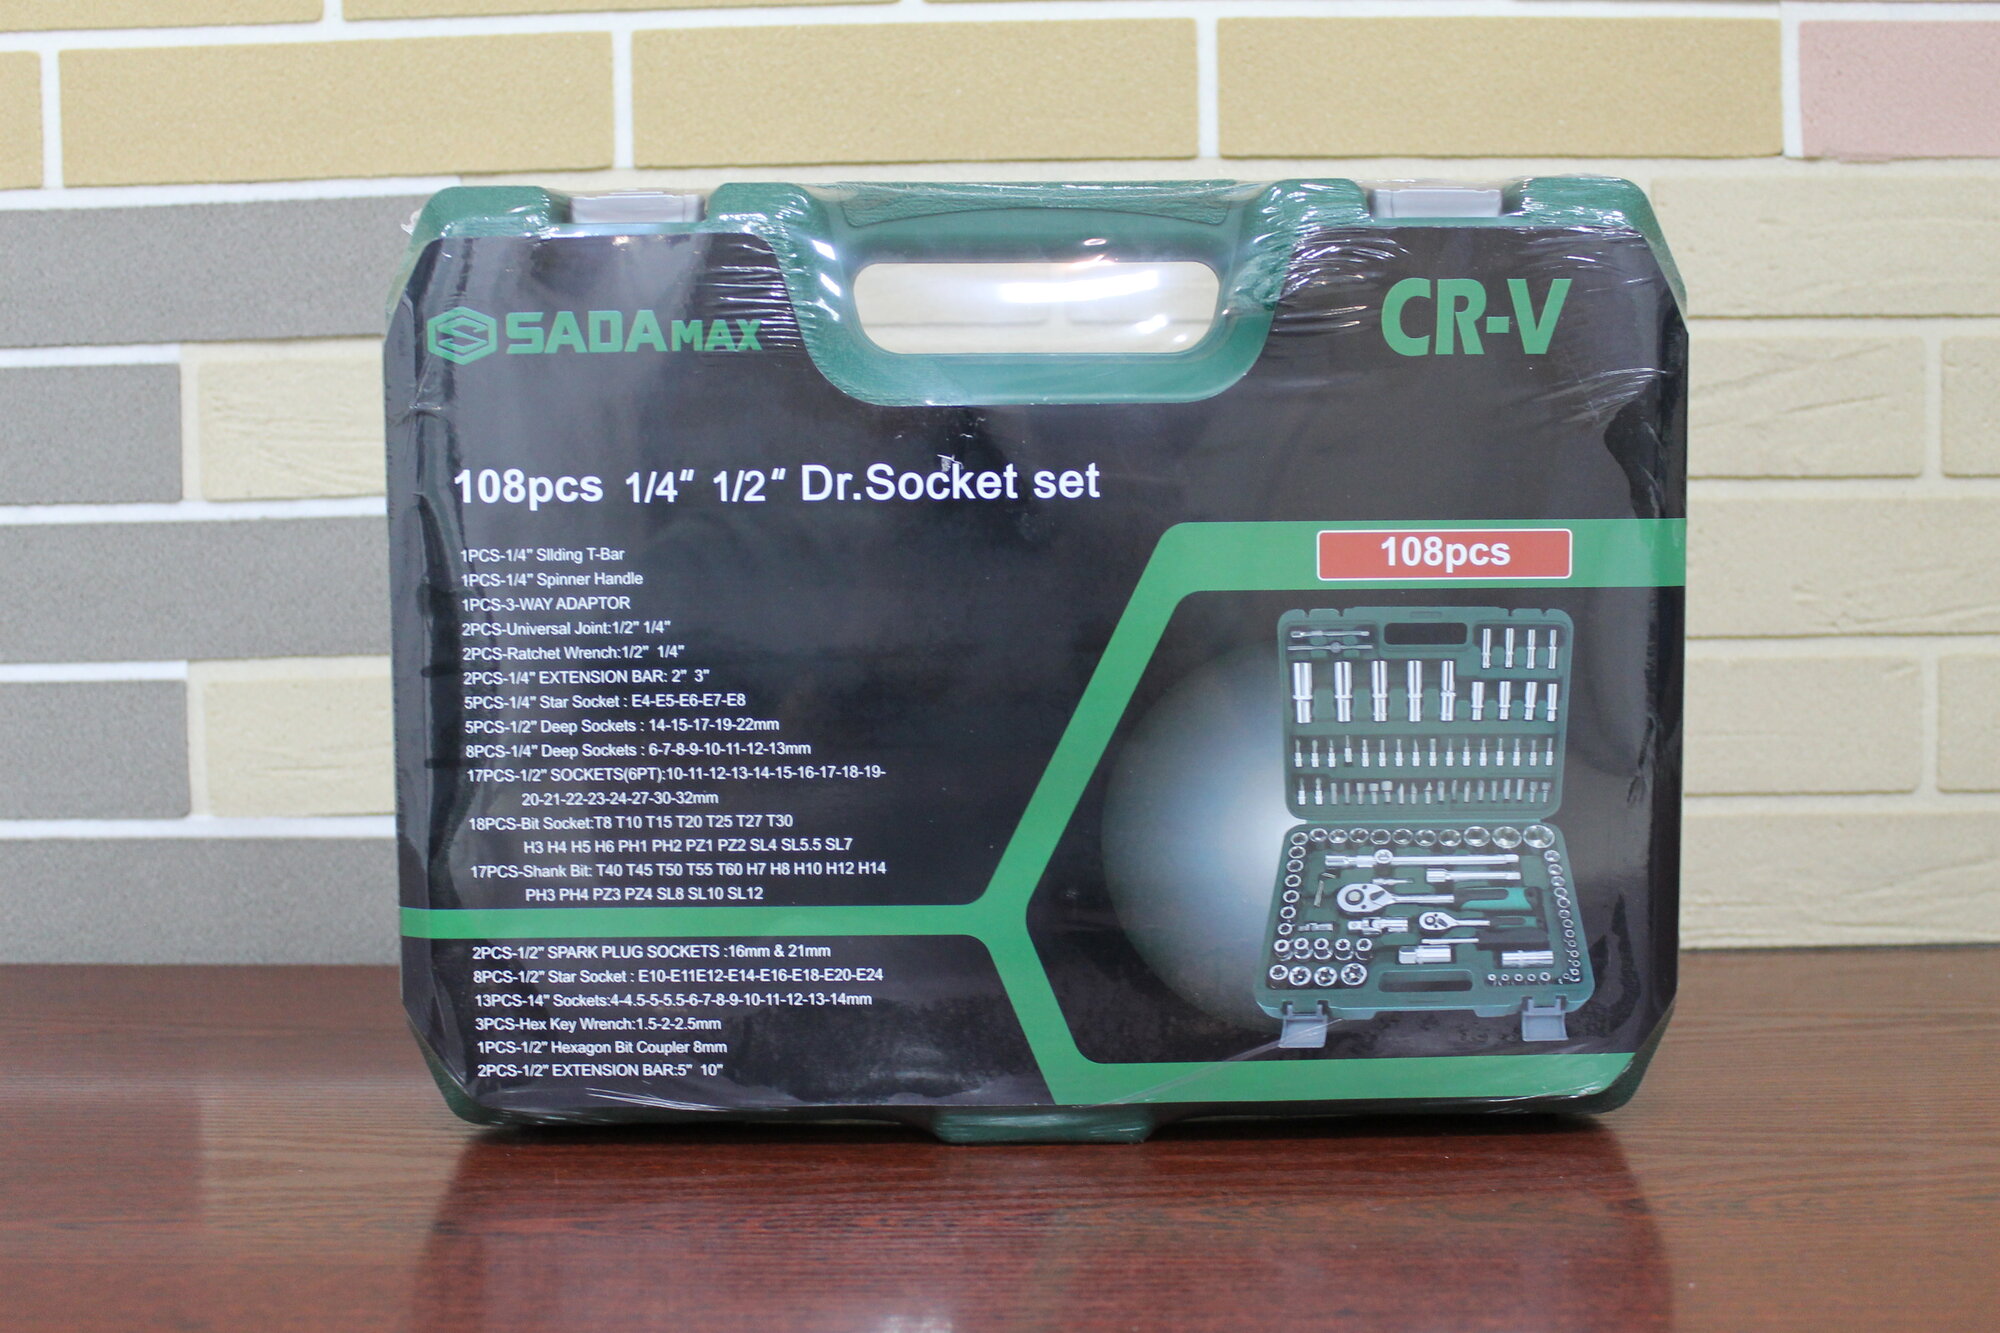 SADAMAX
CR-V
108pcs 1/4" 1/2" Dr.Socket set
108pcs
1PCS-1/4" SlIding T-Bar
1PCS-1/4" Spinner Handle
1PCS-3-WAY ADAPTOR
2PCS-Universal Joint:1/2" 1/4"
2PCS-Ratchet Wrench:1/2" 1/4"
2PCS-1/4" EXTENSION BAR: 2" 3"
5PCS-1/4" Star Socket : E4-E5-E6-E7-E8
5PCS-1/2" Deep Sockets : 14-15-17-19-22mm
8PCS-1/4" Deep Sockets : 6-7-8-9-10-11-12-13mm
17PCS-1/2" SOCKETS(6PT):10-11-12-13-14-15-16-17-18-19-
20-21-22-23-24-27-30-32mm
18PCS-Bit Socket:T8 T10 T15 T20 T25 T27 T30
H3 H4 H5 H6 PH1 PH2 PZ1 PZ2 SL4 SL5.5 SL7
17PCS-Shank Bit: T40 T45 T50 T55 T60 H7 H8 H10 H12 H14
PH3 PH4 PZ3 PZ4 SL8 SL10 SL12
2PCS-1/2" SPARK PLUG SOCKETS :16mm & 21mm
8PCS-1/2" Star Socket : E10-E11E12-E14-E16-E18-E20-E24
13PCS-14" Sockets:4-4.5-5-5.5-6-7-8-9-10-11-12-13-14mm
3PCS-Hex Key Wrench:1.5-2-2.5mm
1PCS-1/2" Hexagon Bit Coupler 8mm
2PCS-1/2" EXTENSION BAR:5" 10"